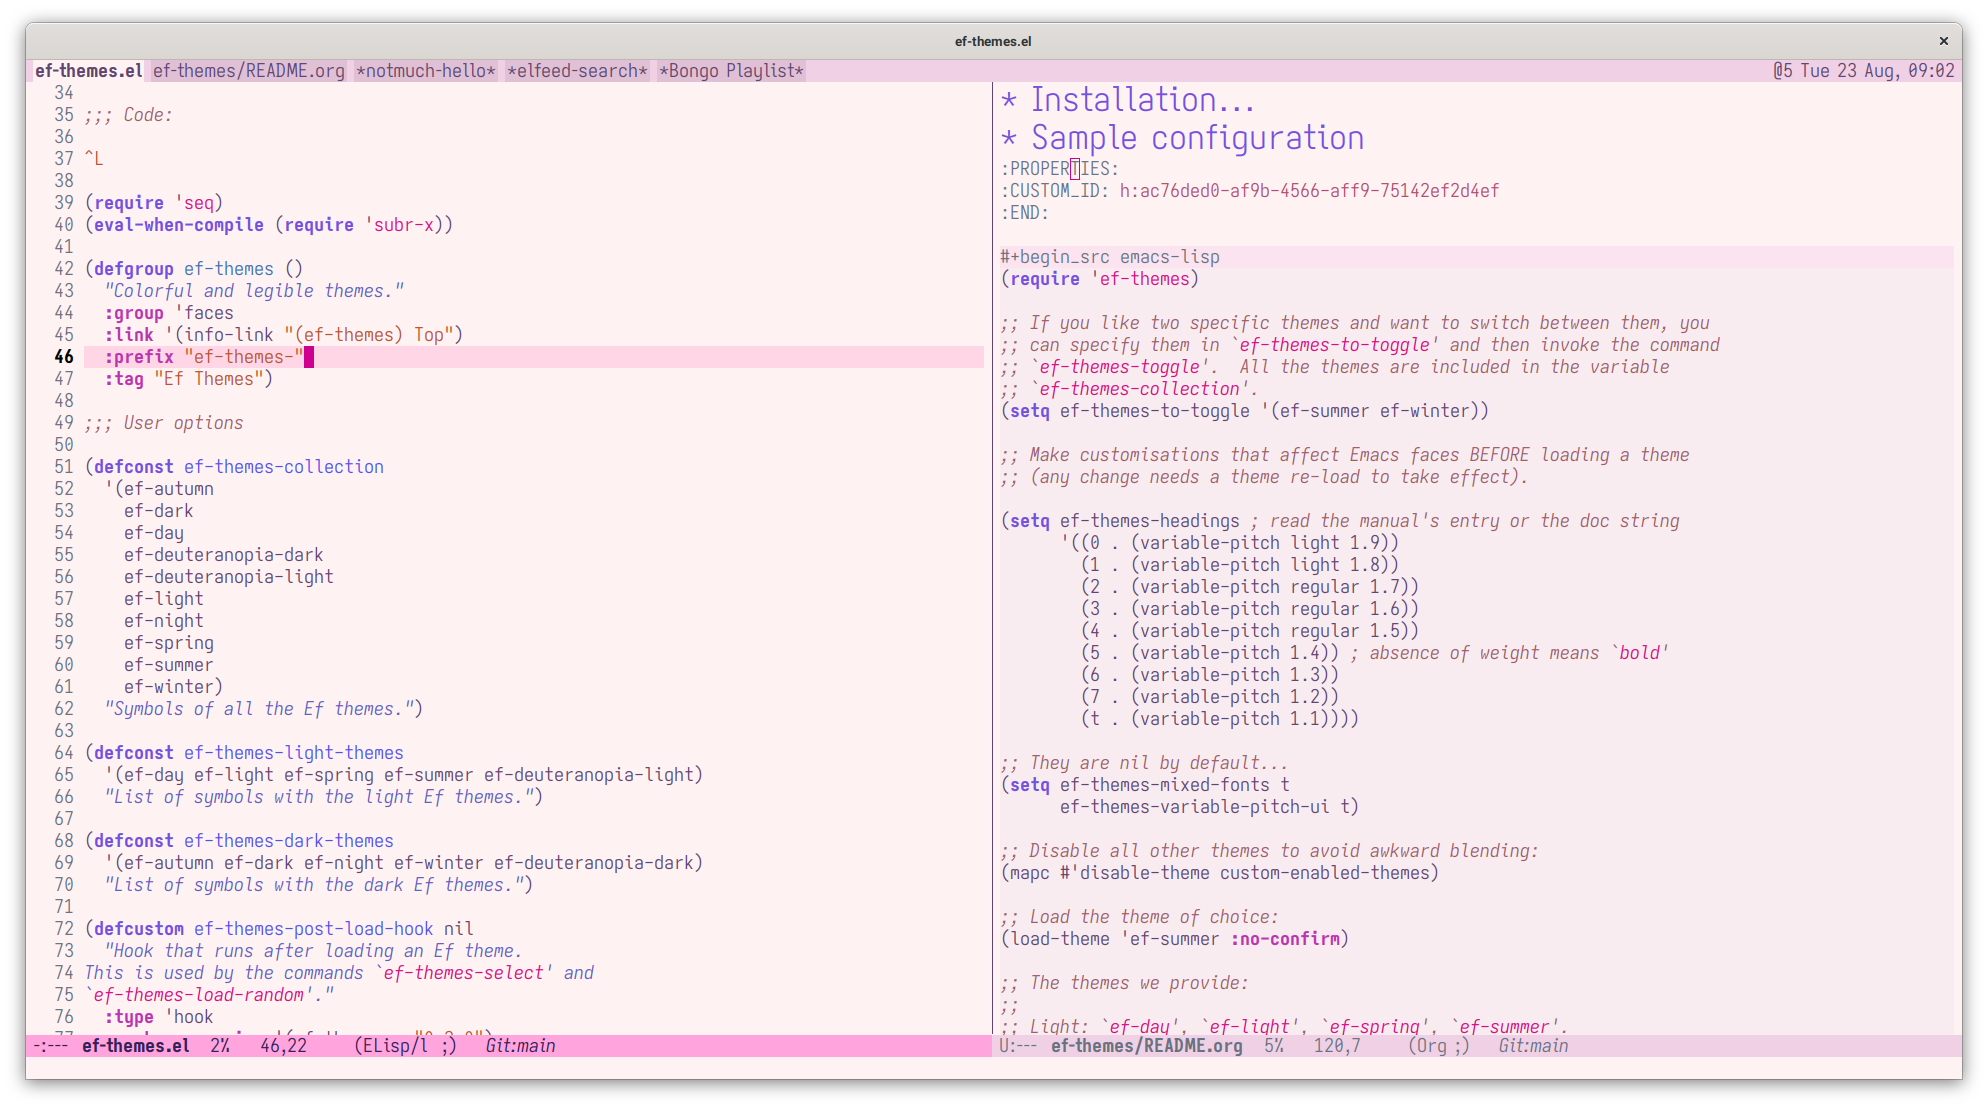 ef-themes.el ×
ef-themes.el ef-themes/README.org *notmuch-hello* *elfeed-search* *Bongo Playlist* @5 Tue 23 Aug, 09:02
34
35 ;;; Code:
36
37 ^L
38
39 (require 'seq)
40 (eval-when-compile (require 'subr-x))
41
42 (defgroup ef-themes ()
43   "Colorful and legible themes."
44   :group 'faces
45   :link '(info-link "(ef-themes) Top")
46   :prefix "ef-themes-"
47   :tag "Ef Themes")
48
49 ;;; User options
50
51 (defconst ef-themes-collection
52   '(ef-autumn
53     ef-dark
54     ef-day
55     ef-deuteranopia-dark
56     ef-deuteranopia-light
57     ef-light
58     ef-night
59     ef-spring
60     ef-summer
61     ef-winter)
62   "Symbols of all the Ef themes.")
63
64 (defconst ef-themes-light-themes
65   '(ef-day ef-light ef-spring ef-summer ef-deuteranopia-light)
66   "List of symbols with the light Ef themes.")
67
68 (defconst ef-themes-dark-themes
69   '(ef-autumn ef-dark ef-night ef-winter ef-deuteranopia-dark)
70   "List of symbols with the dark Ef themes.")
71
72 (defcustom ef-themes-post-load-hook nil
73   "Hook that runs after loading an Ef theme.
74 This is used by the commands `ef-themes-select' and
75 `ef-themes-load-random'."
76   :type 'hook
-:--- ef-themes.el 2% 46,22 (ELisp/l ;) Git:main
* Installation...
* Sample configuration
:PROPERTIES:
:CUSTOM_ID: h:ac76ded0-af9b-4566-aff9-75142ef2d4ef
:END:
#+begin_src emacs-lisp
(require 'ef-themes)
;; If you like two specific themes and want to switch between them, you
;; can specify them in `ef-themes-to-toggle' and then invoke the command
;; `ef-themes-toggle'.  All the themes are included in the variable
;; `ef-themes-collection'.
(setq ef-themes-to-toggle '(ef-summer ef-winter))
;; Make customisations that affect Emacs faces BEFORE loading a theme
;; (any change needs a theme re-load to take effect).
(setq ef-themes-headings ; read the manual's entry or the doc string
      '((0 . (variable-pitch light 1.9))
        (1 . (variable-pitch light 1.8))
        (2 . (variable-pitch regular 1.7))
        (3 . (variable-pitch regular 1.6))
        (4 . (variable-pitch regular 1.5))
        (5 . (variable-pitch 1.4)) ; absence of weight means `bold'
        (6 . (variable-pitch 1.3))
        (7 . (variable-pitch 1.2))
        (t . (variable-pitch 1.1))))
;; They are nil by default...
(setq ef-themes-mixed-fonts t
      ef-themes-variable-pitch-ui t)
;; Disable all other themes to avoid awkward blending:
(mapc #'disable-theme custom-enabled-themes)
;; Load the theme of choice:
(load-theme 'ef-summer :no-confirm)
;; The themes we provide:
;;
;; Light: `ef-day', `ef-light', `ef-spring', `ef-summer'.
U:--- ef-themes/README.org 5% 120,7 (Org ;) Git:main